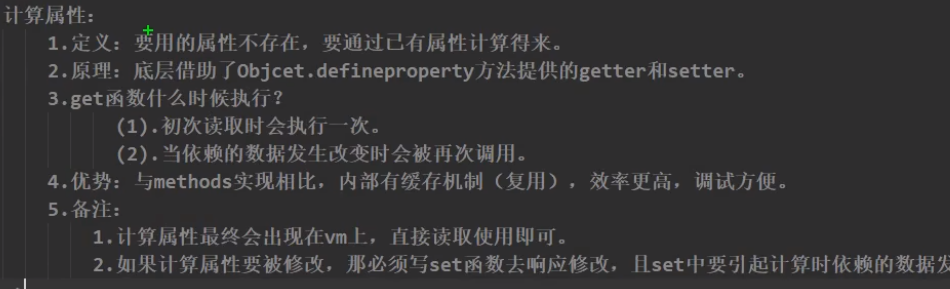 计算属性:
1.定义：要用的属性不存在，要通过已有属性计算得来。
2.原理：底层借助了Objcet.defineproperty方法提供的getter和setter。
3.get函数什么时候执行？
(1).初次读取时会执行一次。
(2).当依赖的数据发生改变时会被再次调用。
4.优势：与methods实现相比，内部有缓存机制（复用），效率更高，调试方便。
5.备注：
1.计算属性最终会出现在vm上，直接读取使用即可。
2.如果计算属性要被修改，那必须写set函数去响应修改，且set中要引起计算时依赖的数据发